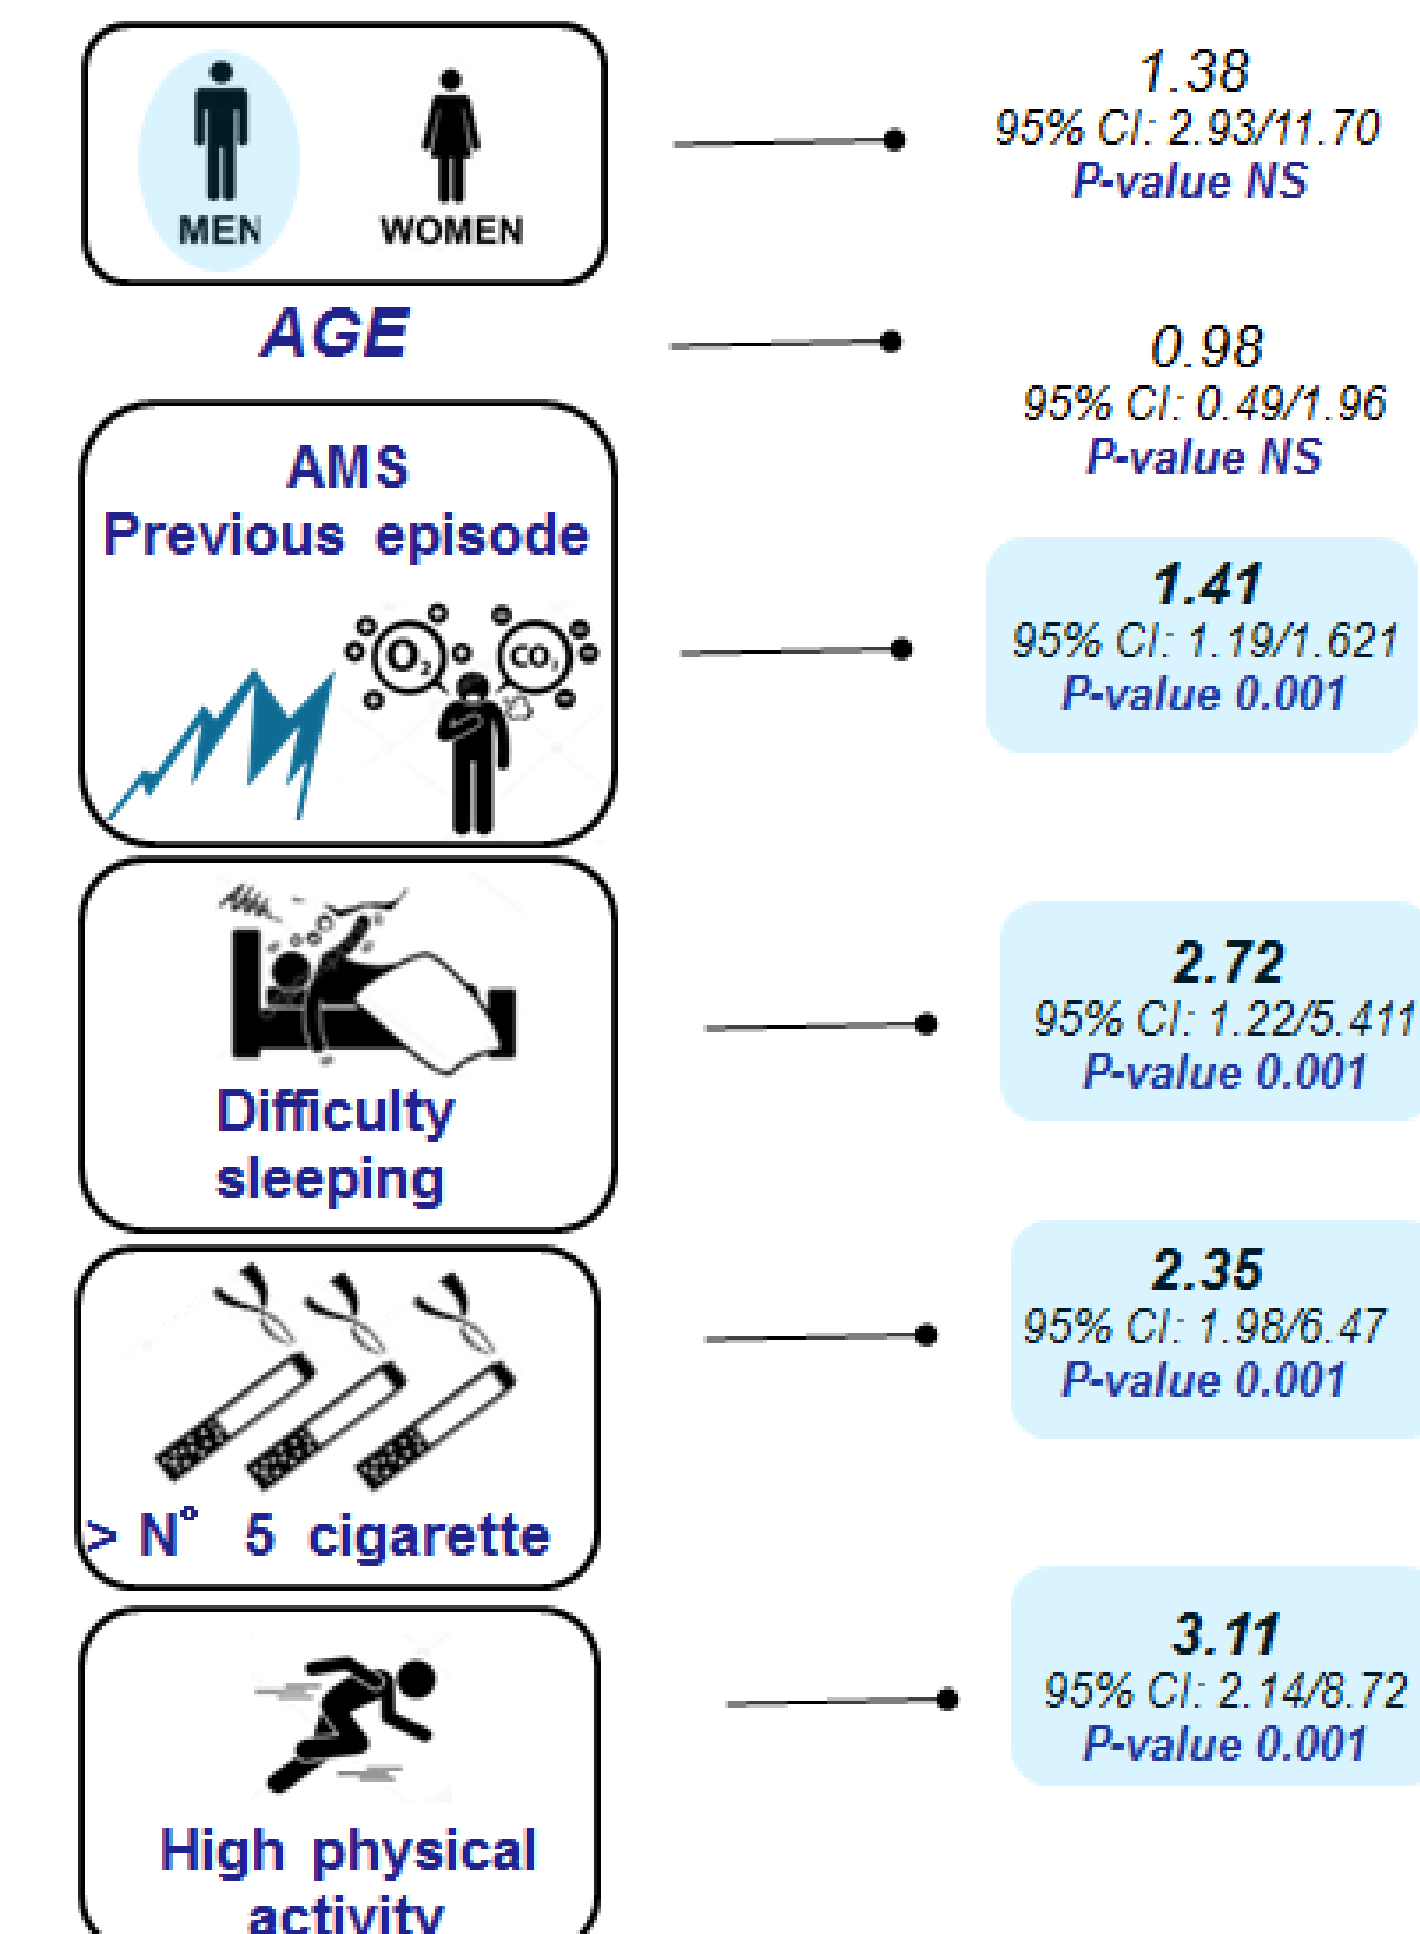 MEN WOMEN
1.38
95% CI: 2.93/11.70
P-value NS
AGE
0.98
95% CI: 0.49/1.96
P-value NS
AMS
Previous episode
O2 CO2
1.41
95% CI: 1.19/1.621
P-value 0.001
Difficulty
sleeping
2.72
95% CI: 1.22/5.411
P-value 0.001
> N° 5 cigarette
2.35
95% CI: 1.98/6.47
P-value 0.001
High physical
activity
3.11
95% CI: 2.14/8.72
P-value 0.001